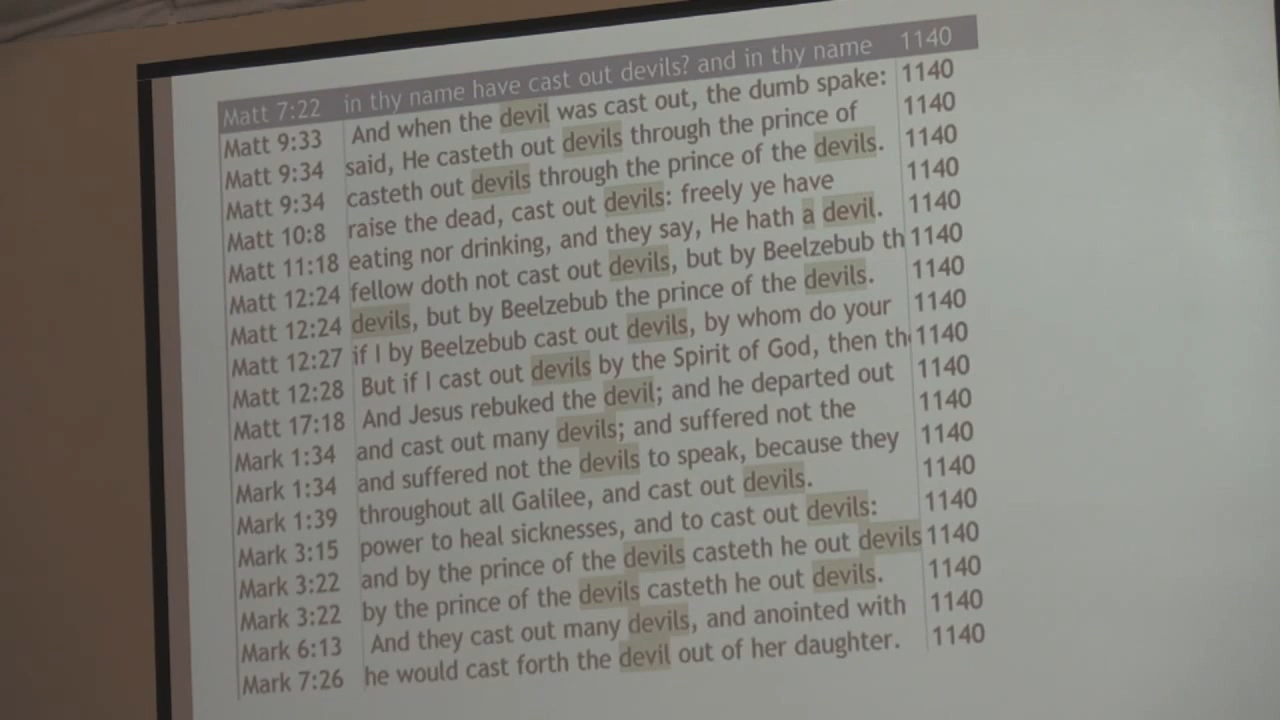 Matt 7:22 in thy name have cast out devils? and in thy name 1140
Matt 9:33 And when the devil was cast out, the dumb spake: 1140
Matt 9:34 said, He casteth out devils through the prince of 1140
Matt 9:34 casteth out devils through the prince of the devils. 1140
Matt 10:8 raise the dead, cast out devils: freely ye have 1140
Matt 11:18 eating nor drinking, and they say, He hath a devil. 1140
Matt 12:24 fellow doth not cast out devils, but by Beelzebub th 1140
Matt 12:24 devils, but by Beelzebub the prince of the devils. 1140
Matt 12:27 if I by Beelzebub cast out devils, by whom do your 1140
Matt 12:28 But if I cast out devils by the Spirit of God, then th 1140
Matt 17:18 And Jesus rebuked the devil; and he departed out 1140
Mark 1:34 and cast out many devils; and suffered not the 1140
Mark 1:34 and suffered not the devils to speak, because they 1140
Mark 1:39 throughout all Galilee, and cast out devils. 1140
Mark 3:15 power to heal sicknesses, and to cast out devils: 1140
Mark 3:22 and by the prince of the devils casteth he out devils 1140
Mark 3:22 by the prince of the devils casteth he out devils. 1140
Mark 6:13 And they cast out many devils, and anointed with 1140
Mark 7:26 he would cast forth the devil out of her daughter. 1140